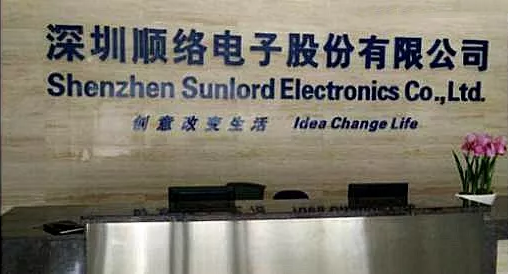 深圳顺络电子股份有限公司
Shenzhen Sunlord Electronics Co.,Ltd.
创意改变生活 Idea Change Life